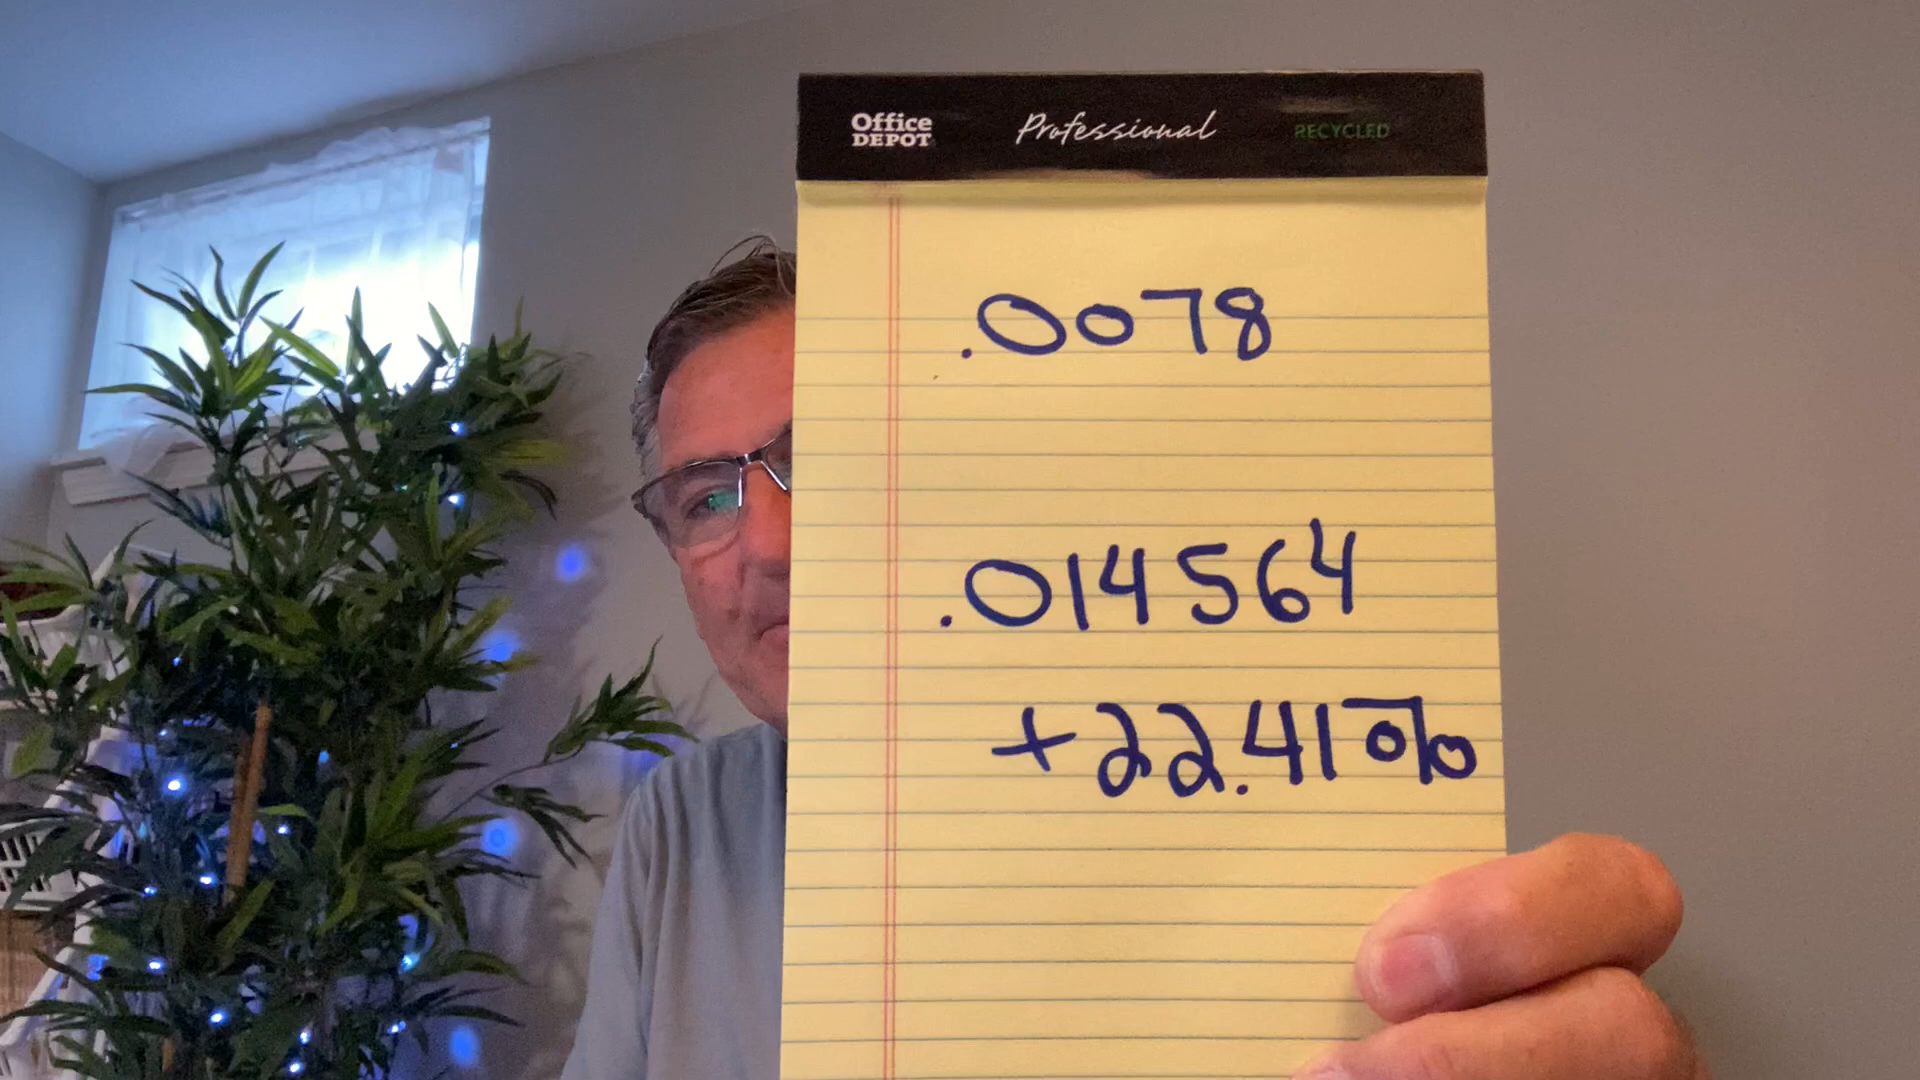 Office DEPOT Professional RECYCLED
.0078
.014564
+22.41%